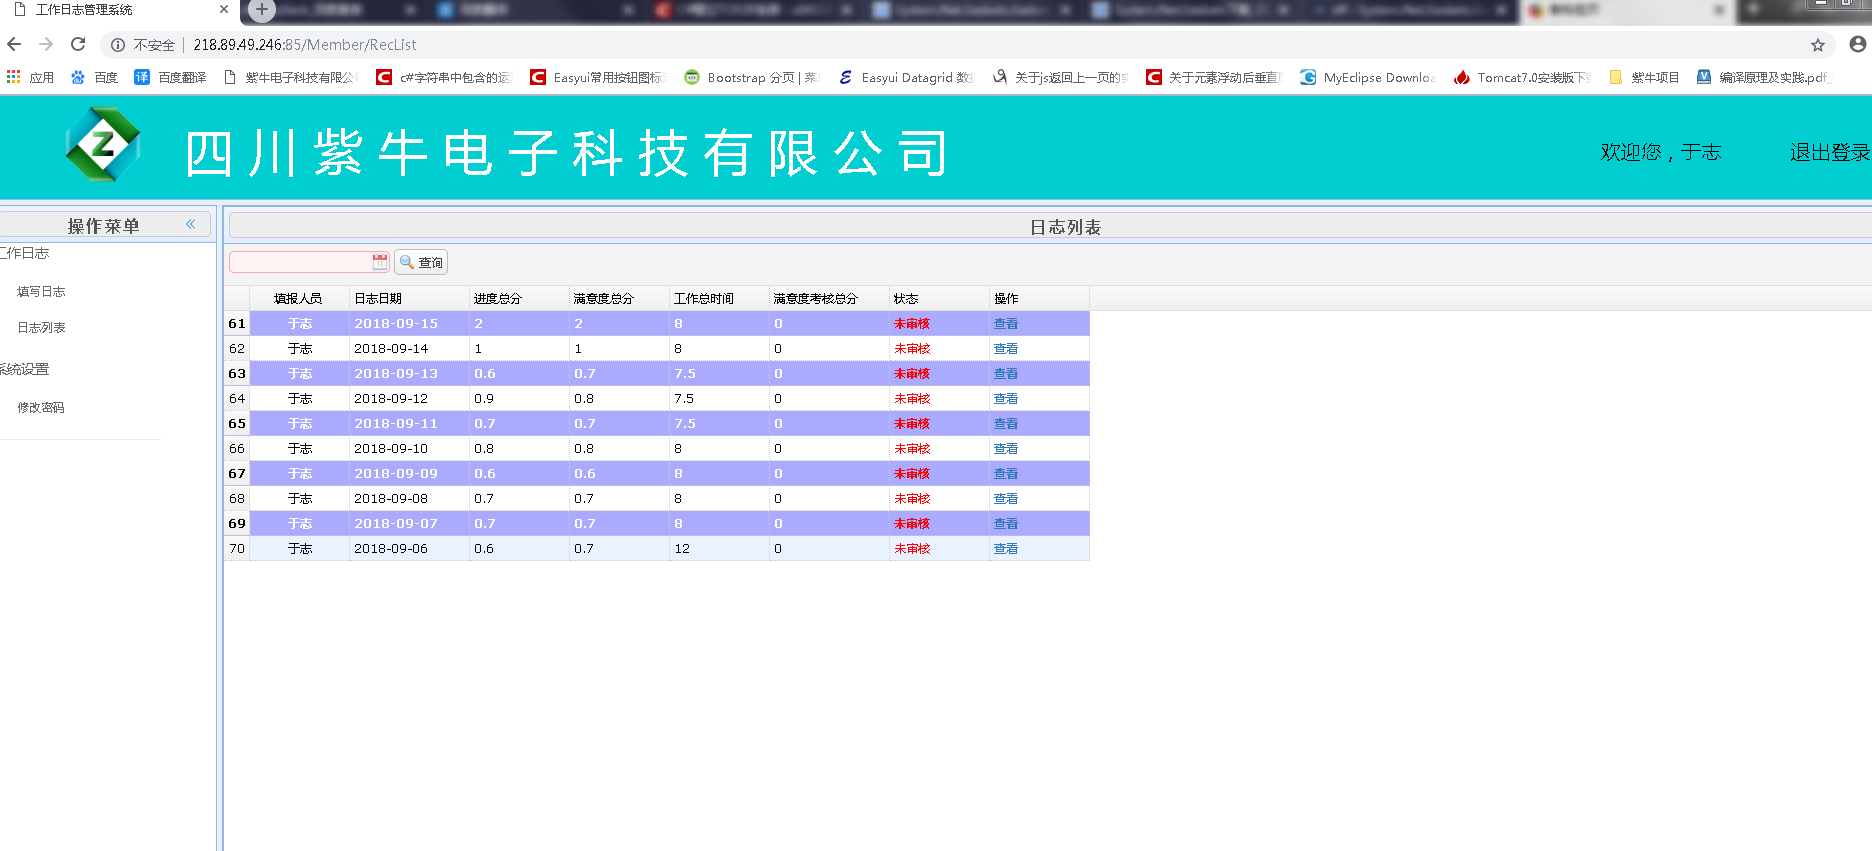 工作日志管理系统
不安全 218.89.49.246:85/Member/RecList
应用 百度 译 百度翻译 紫牛电子科技有限公 c#字符串中包含的 Easyui常用按钮图标 Bootstrap 分页 | 菜 Easyui Datagrid 数 关于js返回上一页的 关于元素浮动后垂直 MyEclipse Downlo Tomcat7.0安装版下 紫牛项目 编译原理及实践.pdf_
四川紫牛电子科技有限公司
欢迎您，于志 退出登录
操作菜单
工作日志
填写日志
日志列表
系统设置
修改密码
日志列表
查询
填报人员 日志日期 进度总分 满意度总分 工作总时间 满意度考核总分 状态 操作
61 于志 2018-09-15 2 2 8 0 未审核 查看
62 于志 2018-09-14 1 1 8 0 未审核 查看
63 于志 2018-09-13 0.6 0.7 7.5 0 未审核 查看
64 于志 2018-09-12 0.9 0.8 7.5 0 未审核 查看
65 于志 2018-09-11 0.7 0.7 7.5 0 未审核 查看
66 于志 2018-09-10 0.8 0.8 8 0 未审核 查看
67 于志 2018-09-09 0.6 0.6 8 0 未审核 查看
68 于志 2018-09-08 0.7 0.7 8 0 未审核 查看
69 于志 2018-09-07 0.7 0.7 8 0 未审核 查看
70 于志 2018-09-06 0.6 0.7 12 0 未审核 查看